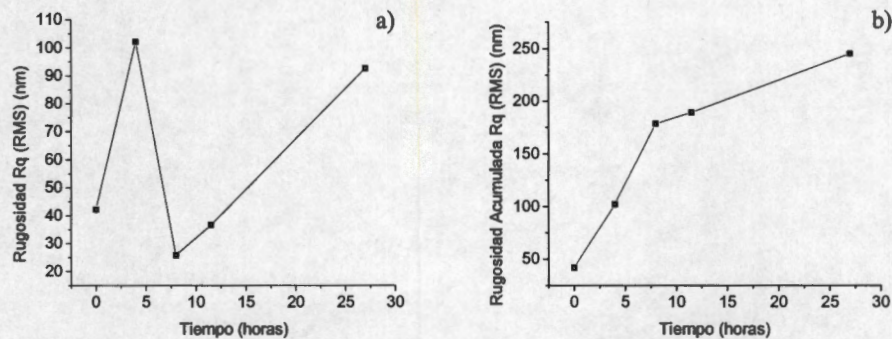 a)
Rugosidad Rq (RMS) (nm)
110
100
90
80
70
60
50
40
30
20
0 5 10 15 20 25 30
Tiempo (horas)
b)
Rugosidad Acumulada Rq (RMS) (nm)
250
200
150
100
50
0 5 10 15 20 25 30
Tiempo (horas)